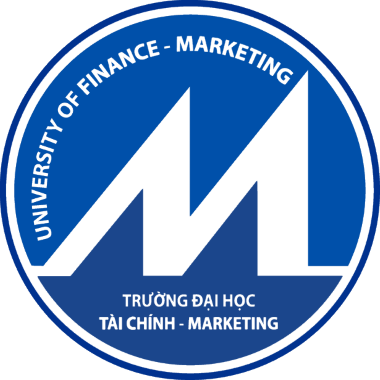 UNIVERSITY OF FINANCE - MARKETING
TRƯỜNG ĐẠI HỌC
TÀI CHÍNH - MARKETING